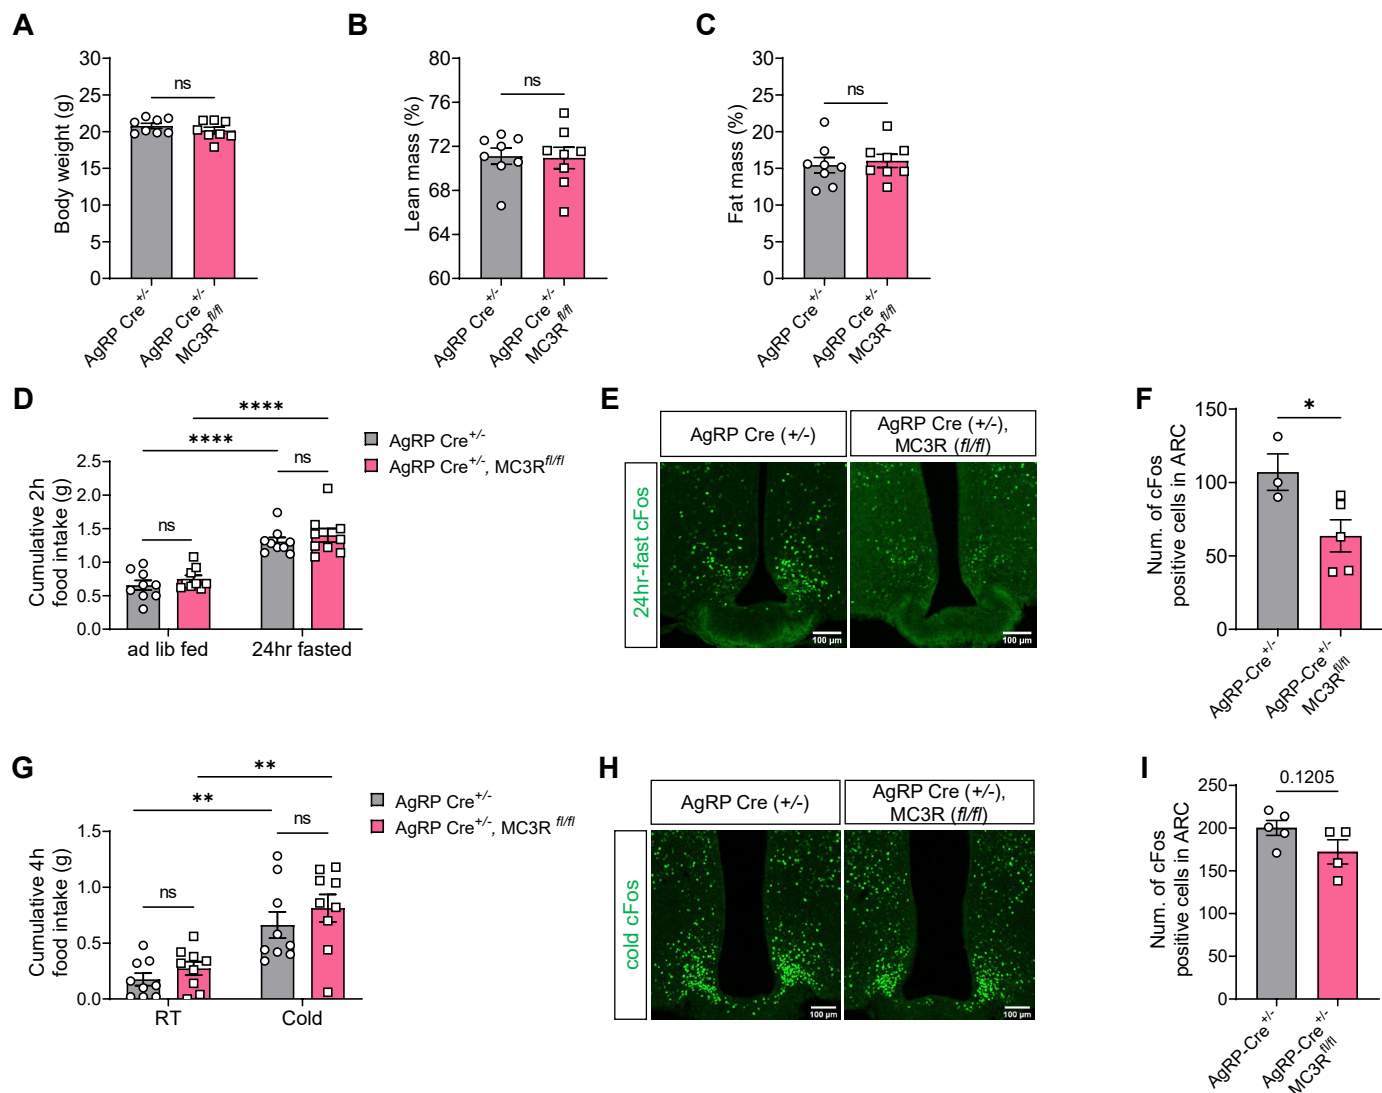 A
Body weight (g)
30
25
20
15
10
5
0
ns
AgRP Cre+/-
AgRP Cre+/-
MC3Rfl/fl
B
Lean mass (%)
80
76
72
68
64
60
ns
AgRP Cre+/-
AgRP Cre+/-
MC3Rfl/fl
C
Fat mass (%)
30
25
20
15
10
5
0
ns
AgRP Cre+/-
AgRP Cre+/-
MC3Rfl/fl
D
Cumulative 2h
food intake (g)
2.5
2.0
1.5
1.0
0.5
0.0
****
****
ns
ns
ad lib fed
24hr fasted
AgRP Cre+/-
AgRP Cre+/-, MC3Rfl/fl
E
AgRP Cre (+/-)
AgRP Cre (+/-),
MC3R (fl/fl)
24hr-fast cFos
100 µm
100 µm
F
Num. of cFos
positive cells in ARC
150
100
50
0
*
AgRP-Cre+/-
AgRP-Cre+/-
MC3Rfl/fl
G
Cumulative 4h
food intake (g)
1.5
1.0
0.5
0.0
**
**
ns
ns
RT
Cold
AgRP Cre+/-
AgRP Cre+/-, MC3R fl/fl
H
AgRP Cre (+/-)
AgRP Cre (+/-),
MC3R (fl/fl)
cold cFos
100 µm
100 µm
I
Num. of cFos
positive cells in ARC
250
200
150
100
50
0
0.1205
AgRP-Cre+/-
AgRP-Cre+/-
MC3Rfl/fl